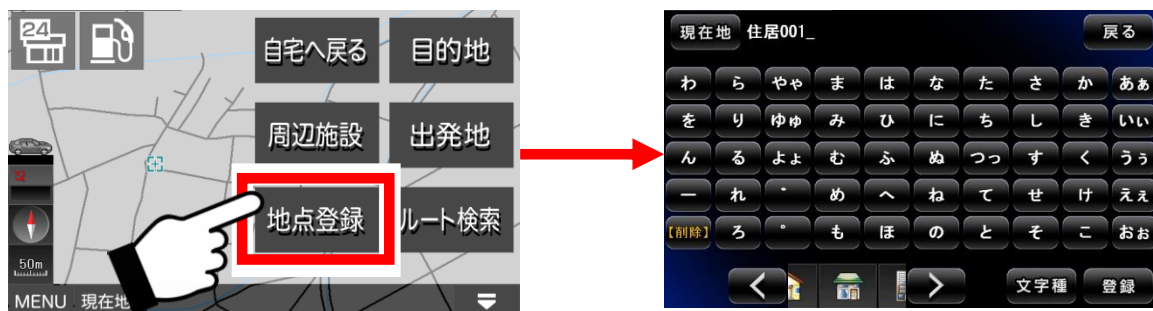 24
自宅へ戻る 目的地
周辺施設 出発地
地点登録 ルート検索
50m
MENU 現在地
現在地 住居001_ 戻る
わ ら やゃ ま は な た さ か あぁ
を り ゆゅ み ひ に ち し き いぃ
ん る よょ む ふ ぬ つっ す く うぅ
ー れ ゛ め へ ね て せ け えぇ
【削除】 ろ ゜ も ほ の と そ こ おぉ
< > 文字種 登録